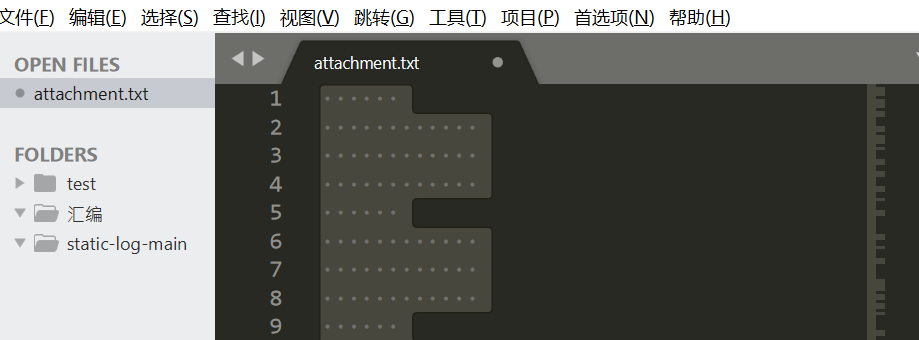 文件(F) 编辑(E) 选择(S) 查找(I) 视图(V) 跳转(G) 工具(T) 项目(P) 首选项(N) 帮助(H)
OPEN FILES
attachment.txt
FOLDERS
test
汇编
static-log-main
attachment.txt
1
2
3
4
5
6
7
8
9